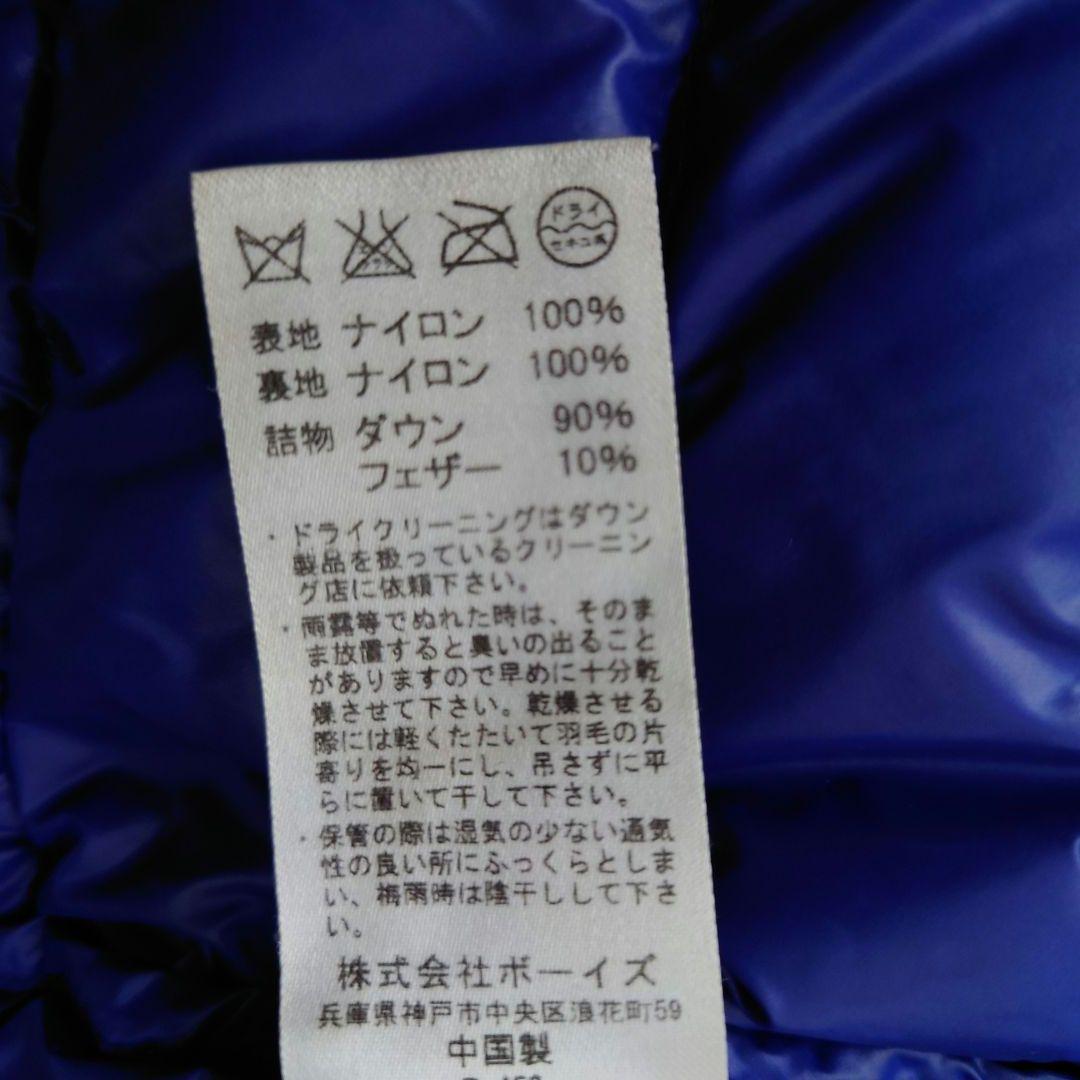 エンソ
サラシ
ドライ
セキユ系
表地 ナイロン 100%
裏地 ナイロン 100%
詰物 ダウン 90%
フェザー 10%
・ドライクリーニングはダウン
製品を扱っているクリーニン
グ店に依頼下さい。
・雨露等でぬれた時は、そのま
ま放置すると臭いの出ること
がありますので早めに十分乾
燥させて下さい。乾燥させる
際には軽くたたいて羽毛の片
寄りを均一にし、吊さずに平
らに置いて干して下さい。
・保管の際は湿気の少ない通気
性の良い所にふっくらとしま
い、梅雨時は陰干しして下さ
い。
株式会社ボーイズ
兵庫県神戸市中央区浪花町59
中国製